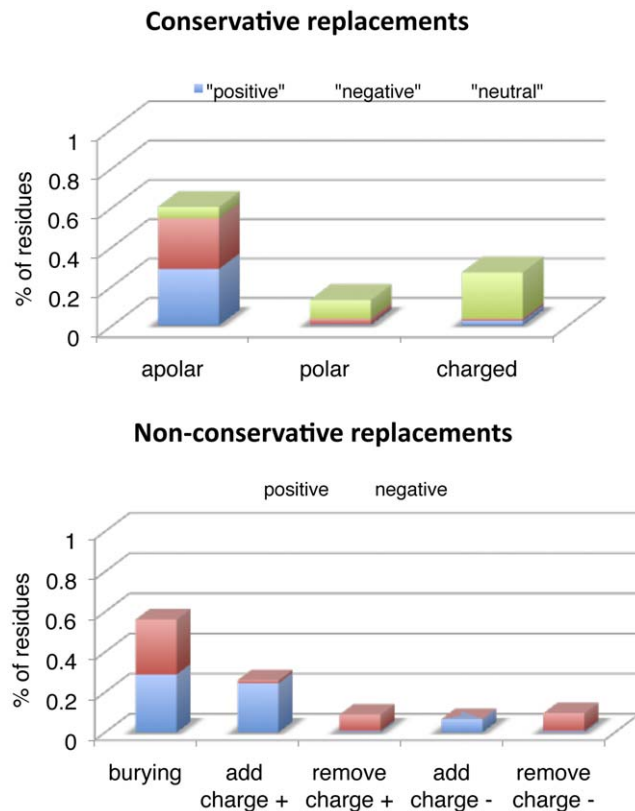 Conservative replacements
"positive" "negative" "neutral"
1
0.8
0.6
0.4
0.2
0
% of residues
apolar polar charged
Non-conservative replacements
positive negative
1
0.8
0.6
0.4
0.2
0
% of residues
burying add remove add remove
charge + charge + charge - charge -